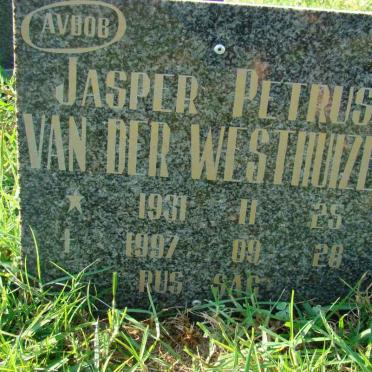 AVBOB
JASPER PETRUS
VAN DER WESTHUIZE
* 1931 11 25
† 1997 09 28
RUS SAG